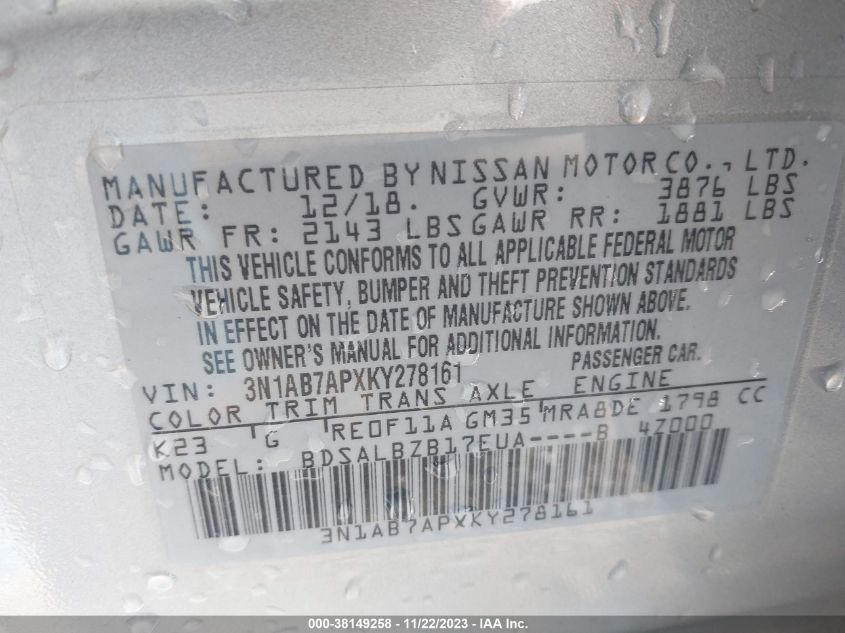 MANUFACTURED BY NISSAN MOTOR CO., LTD.
DATE: 12/18. GVWR: 3876 LBS
GAWR FR: 2143 LBS GAWR RR: 1881 LBS
THIS VEHICLE CONFORMS TO ALL APPLICABLE FEDERAL MOTOR
VEHICLE SAFETY, BUMPER AND THEFT PREVENTION STANDARDS
IN EFFECT ON THE DATE OF MANUFACTURE SHOWN ABOVE.
SEE OWNER'S MANUAL FOR ADDITIONAL INFORMATION.
VIN: 3N1AB7APXKY278161 PASSENGER CAR.
COLOR TRIM TRANS AXLE ENGINE
K23 G RE0F11A GM35 MRA8DE 1798 CC
MODEL: BDSALBZB17EUA----B 4Z000
3N1AB7APXKY278161
000-38149258 - 11/22/2023 - IAA Inc.